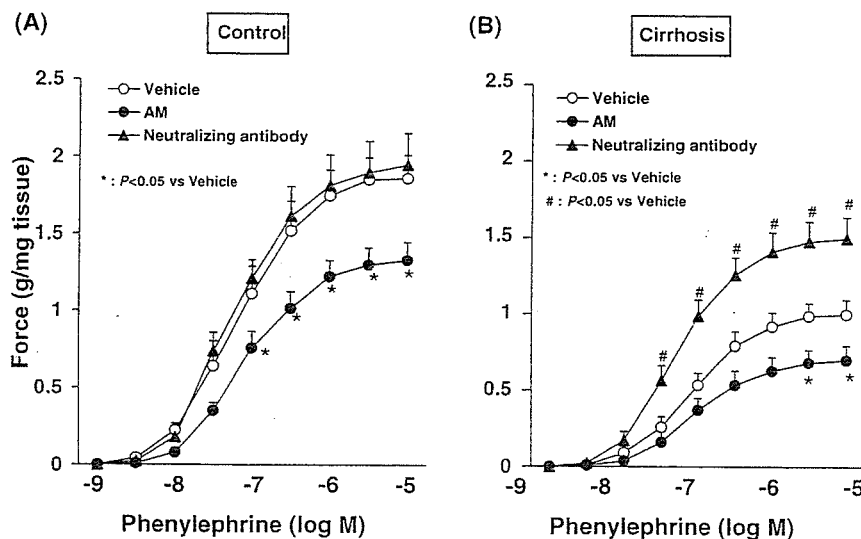 (A)
Control
2.5
2
1.5
1
0.5
0
Force (g/mg tissue)
Vehicle
AM
Neutralizing antibody
* : P<0.05 vs Vehicle
*
*
*
*
*
-9
-8
-7
-6
-5
Phenylephrine (log M)
(B)
Cirrhosis
2.5
2
1.5
1
0.5
0
Vehicle
AM
Neutralizing antibody
* : P<0.05 vs Vehicle
# : P<0.05 vs Vehicle
#
#
#
#
#
#
*
*
-9
-8
-7
-6
-5
Phenylephrine (log M)